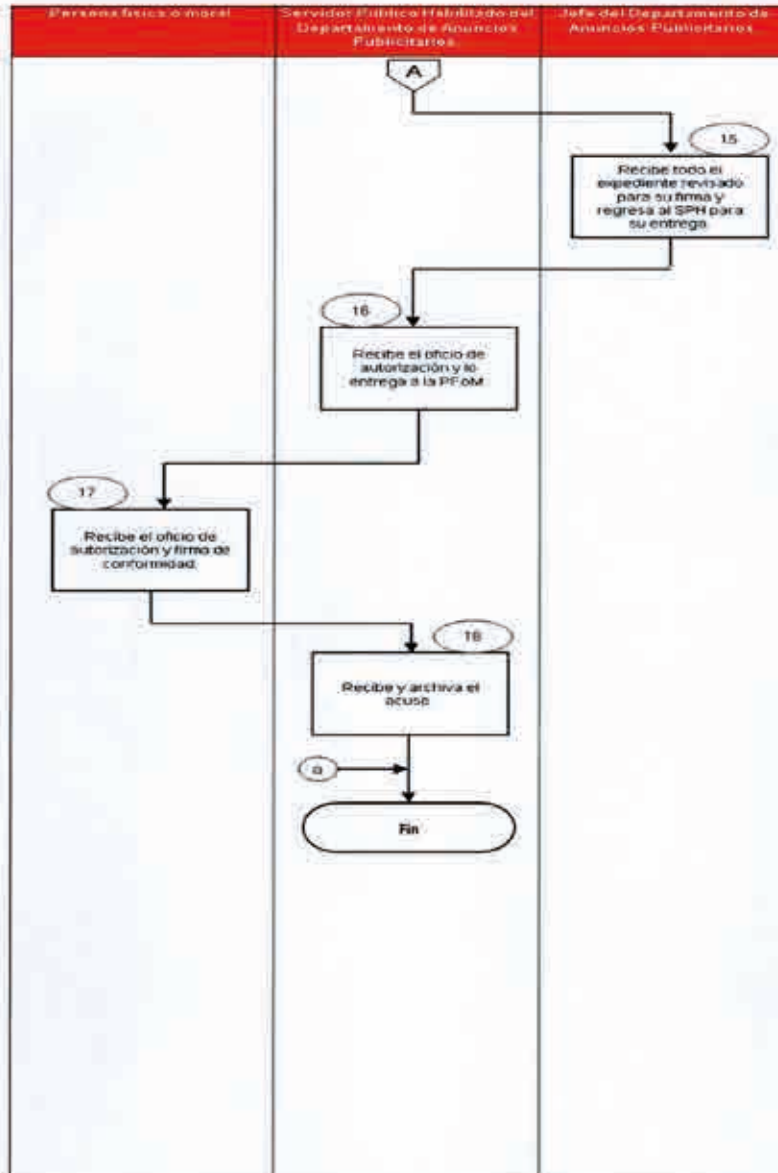 Persona física o moral
Servidor Público Habilitado del
Departamento de Anuncios
Publicitarios
Jefe del Departamento de
Anuncios Publicitarios
A
15
Recibe todo el
expediente revisado
para su firma y
regresa al SPH para
su entrega
16
Recibe el oficio de
autorización y lo
entrega a la PFoM
17
Recibe el oficio de
autorización y firma de
conformidad
18
Recibe y archiva el
acuse
a
Fin